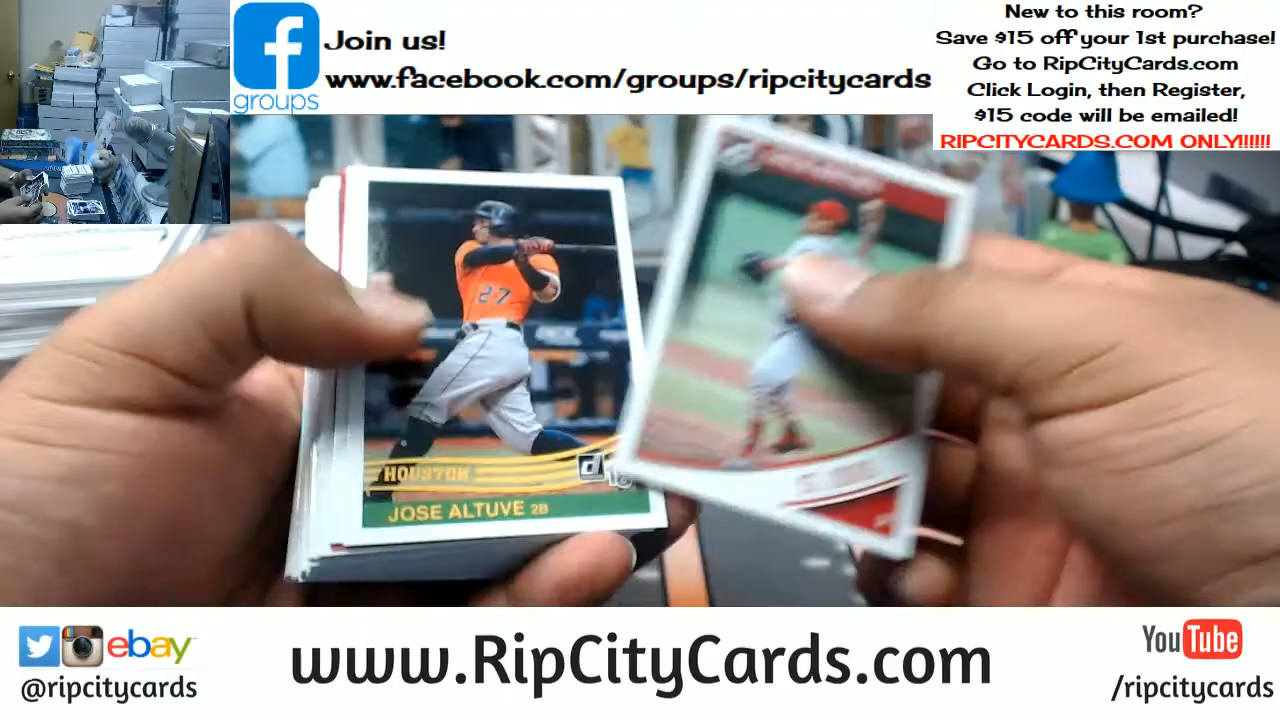 groups
Join us!
www.facebook.com/groups/ripcitycards
New to this room?
Save $15 off your 1st purchase!
Go to RipCityCards.com
Click Login, then Register,
$15 code will be emailed!
RIPCITYCARDS.COM ONLY!!!!!!
27
HOUSTON
d 18
JOSE ALTUVE 2B
ebay
@ripcitycards
www.RipCityCards.com
YouTube
/ripcitycards